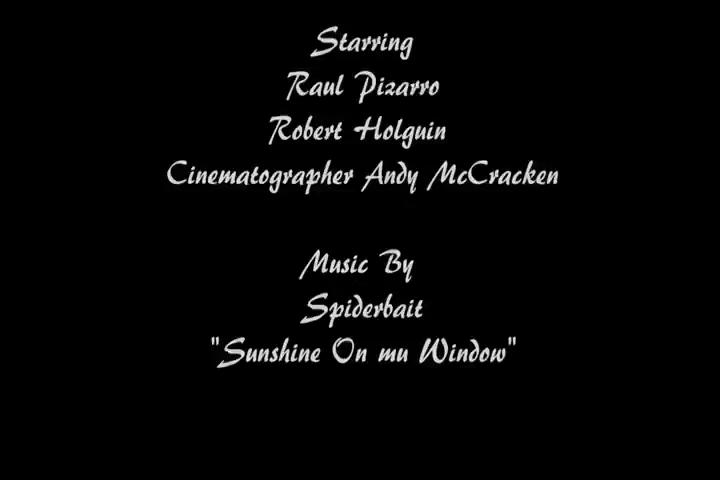 Starring
Raul Pizarro
Robert Holguin
Cinematographer Andy McCracken
Music By
Spiderbait
"Sunshine On mu Window"